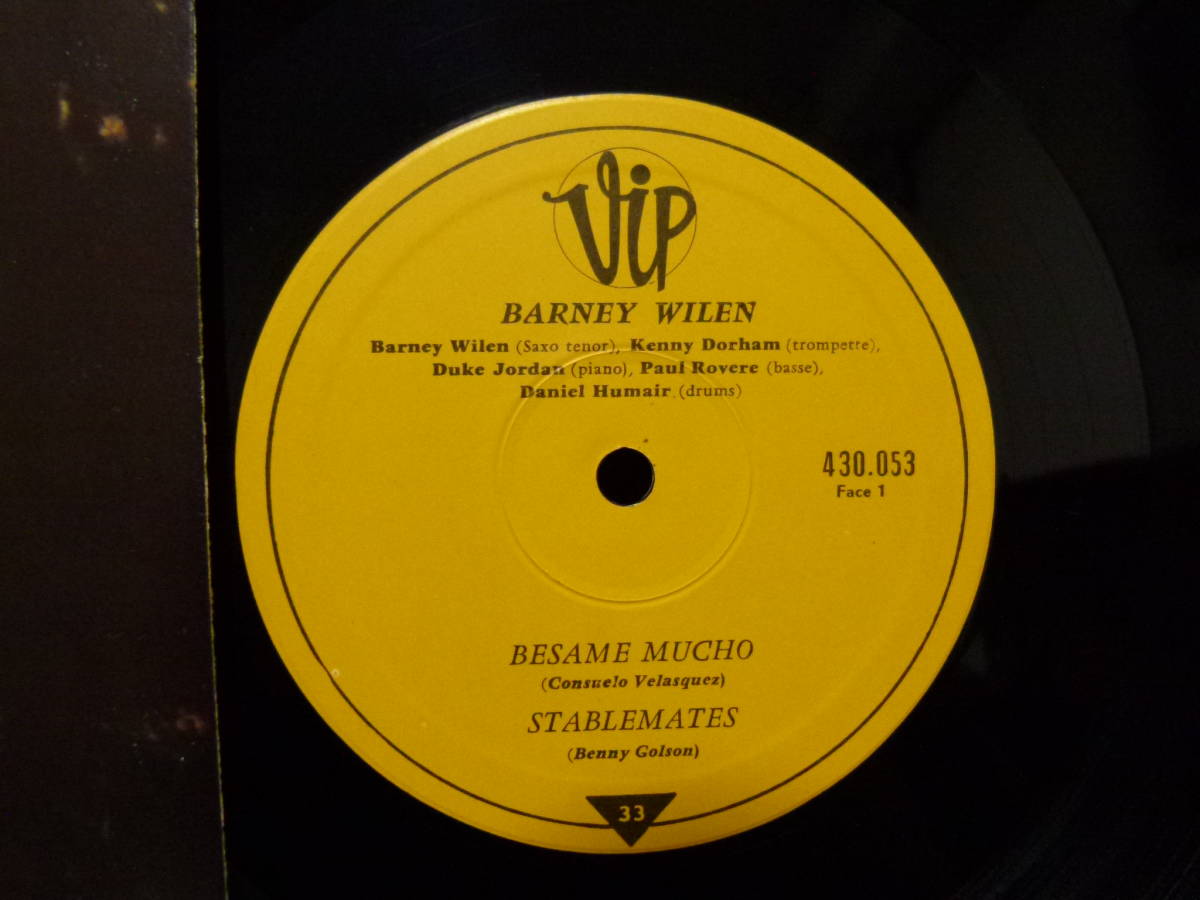 Vip
BARNEY WILEN
Barney Wilen (Saxo tenor), Kenny Dorham (trompette),
Duke Jordan (piano), Paul Rovere (basse),
Daniel Humair (drums)
430.053
Face 1
BESAME MUCHO
(Consuelo Velasquez)
STABLEMATES
(Benny Golson)
33